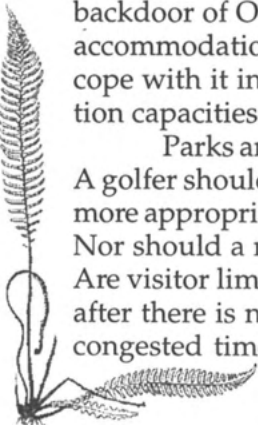 backdoor of O
accommodatio
cope with it in
tion capacities
Parks ar
A golfer should
more appropri
Nor should a r
Are visitor lim
after there is n
congested tim